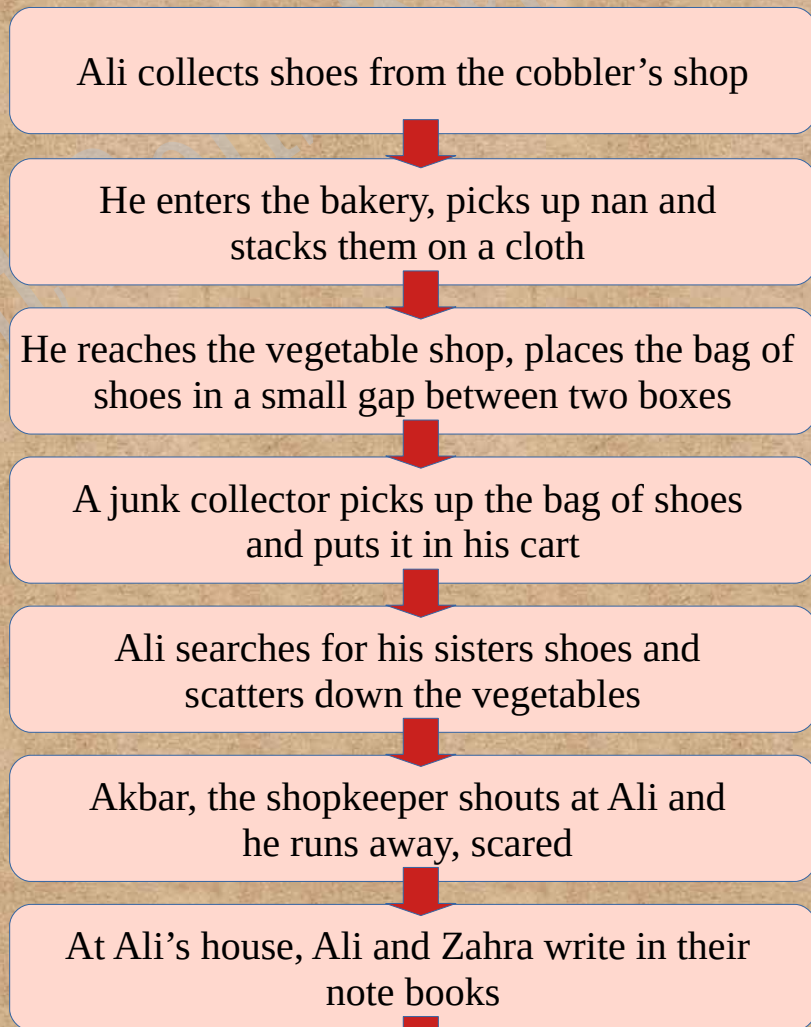 Ali collects shoes from the cobbler’s shop
He enters the bakery, picks up nan and
stacks them on a cloth
He reaches the vegetable shop, places the bag of
shoes in a small gap between two boxes
A junk collector picks up the bag of shoes
and puts it in his cart
Ali searches for his sisters shoes and
scatters down the vegetables
Akbar, the shopkeeper shouts at Ali and
he runs away, scared
At Ali’s house, Ali and Zahra write in their
note books